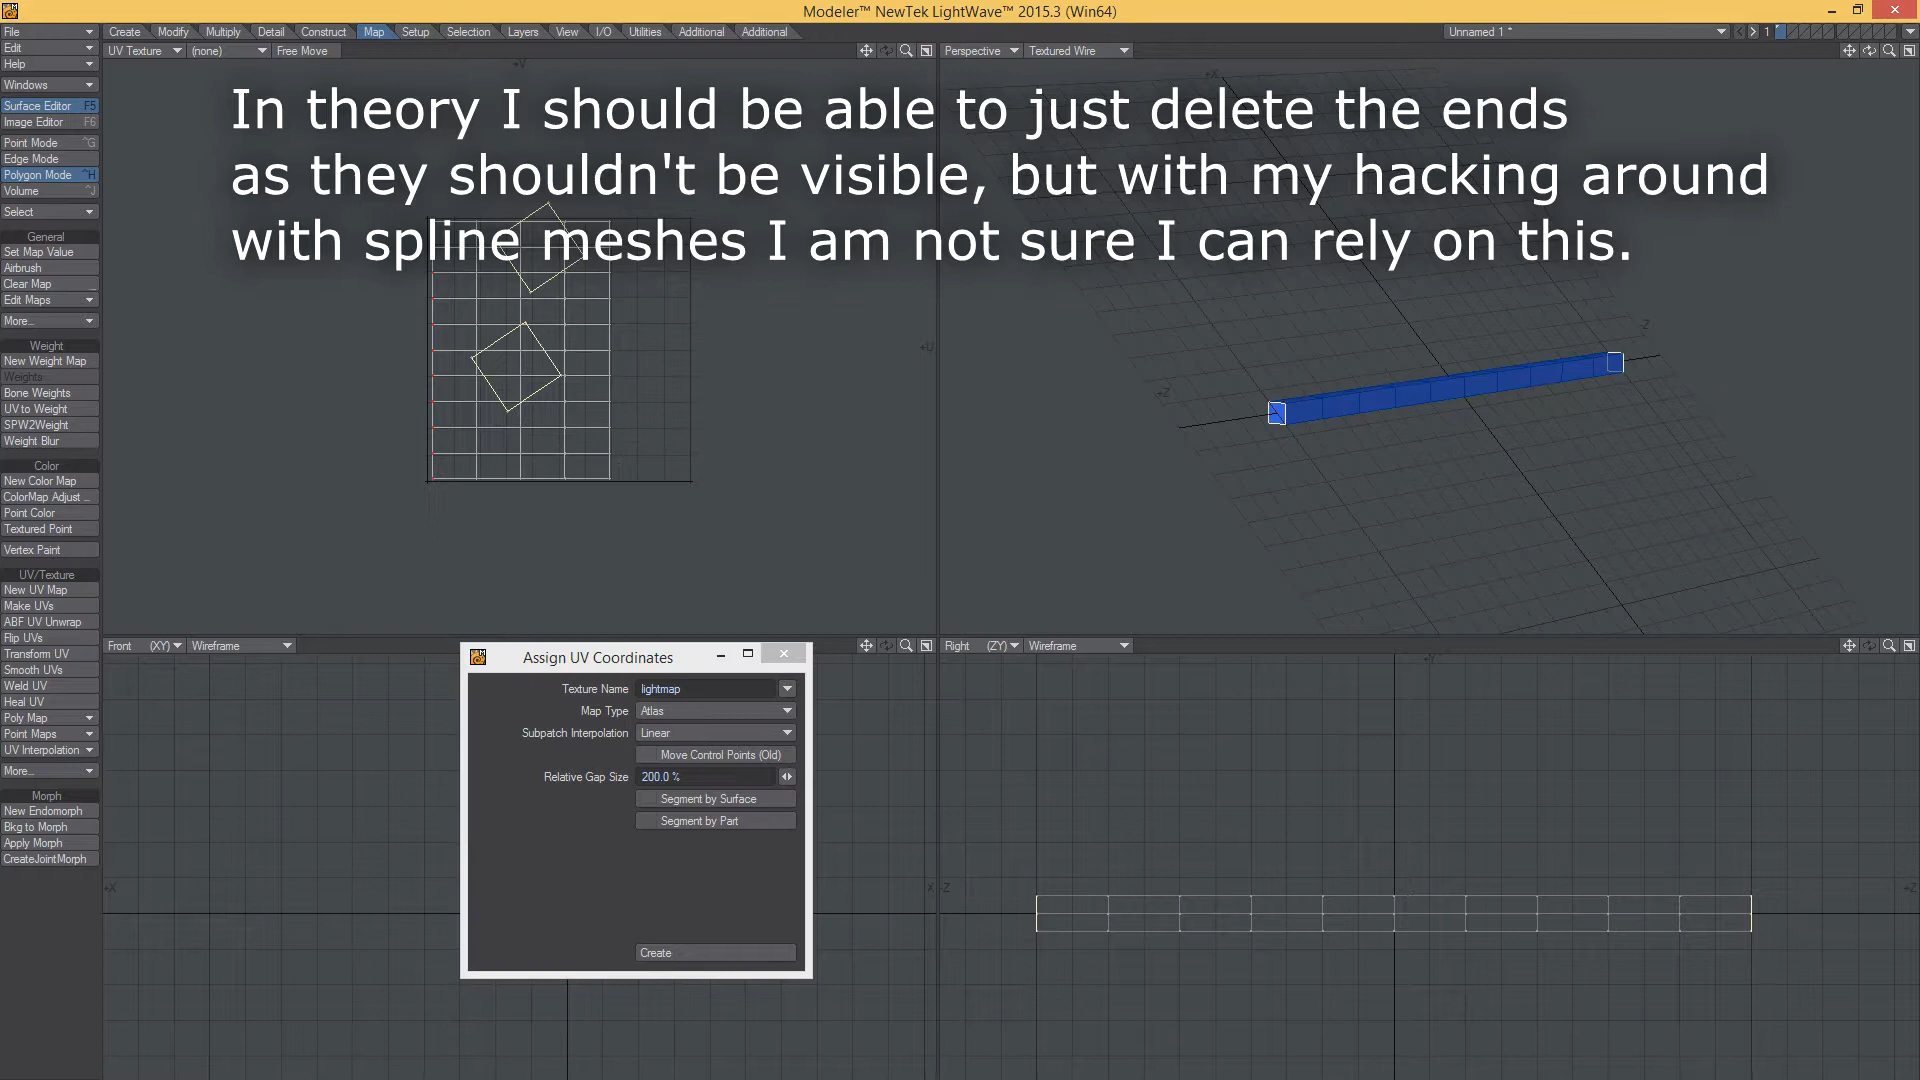 Modeler™ NewTek LightWave™ 2015.3 (Win64)
File
Create Modify Multiply Detail Construct Map Setup Selection Layers View I/O Utilities Additional Additional
Unnamed 1 *
1
Edit
UV Texture (none) Free Move
Perspective Textured Wire
Help
Windows
Surface Editor F5
Image Editor F6
Point Mode ^G
Edge Mode
Polygon Mode ^H
Volume ^J
Select
General
Set Map Value
Airbrush
Clear Map _
Edit Maps
More...
Weight
New Weight Map
Weights
Bone Weights
UV to Weight
SPW2Weight
Weight Blur
Color
New Color Map
ColorMap Adjust _
Point Color
Textured Point
Vertex Paint
UV/Texture
New UV Map
Make UVs
ABF UV Unwrap
Flip UVs
Transform UV
Smooth UVs
Weld UV
Heal UV
Poly Map
Point Maps
UV Interpolation
More...
Morph
New Endomorph
Bkg to Morph
Apply Morph
CreateJointMorph
In theory I should be able to just delete the ends
as they shouldn't be visible, but with my hacking around
with spline meshes I am not sure I can rely on this.
+V
+U
+X
-Z
-Z
Front (XY) Wireframe
Right (ZY) Wireframe
Assign UV Coordinates
Texture Name lightmap
Map Type Atlas
Subpatch Interpolation Linear
Move Control Points (Old)
Relative Gap Size 200.0 %
Segment by Surface
Segment by Part
Create
+X
X
-Z
+Y
+Z